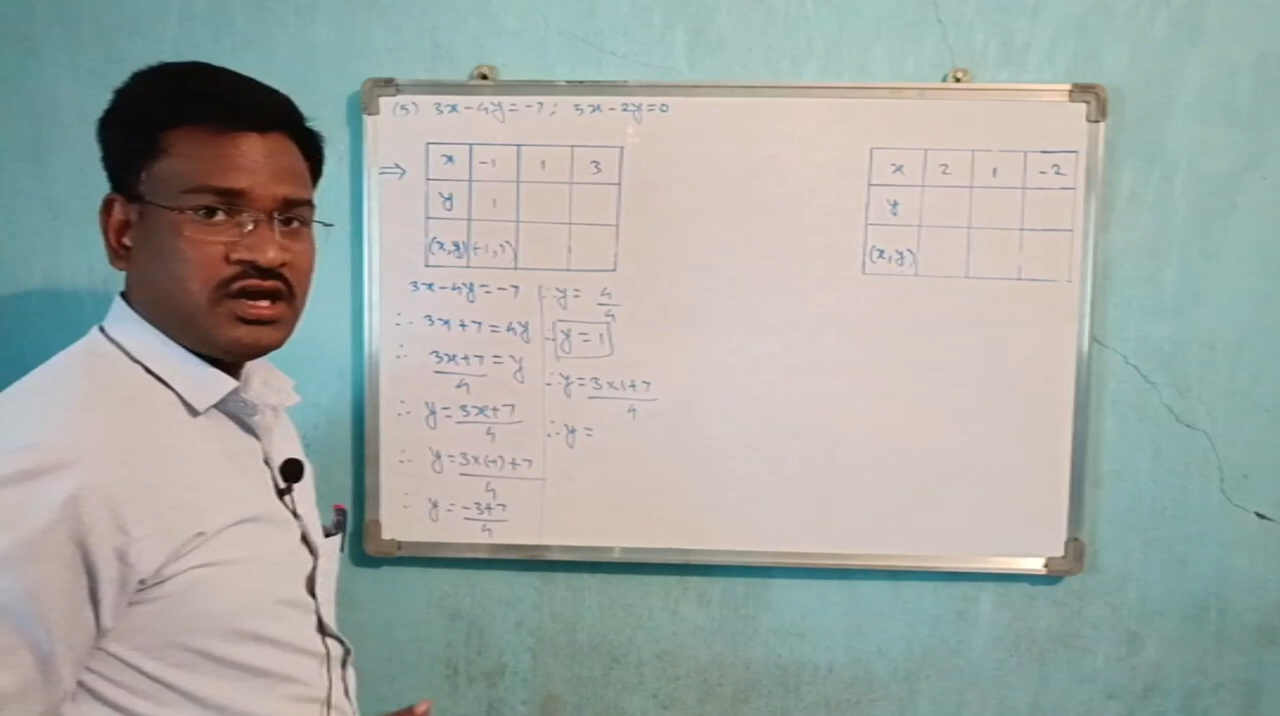 (5) 3x-4y=-7; 5x-2y=0
⇒ x -1 1 3
y 1
(x,y) (-1,1)
3x-4y=-7
∴ 3x+7=4y
∴ 3x+7/4 =y
∴ y=3x+7/4
∴ y=3x(-1)+7/4
∴ y=-3+7/4
∴ y= 4/4
∴ y=1
∴ y=3x1+7/4
∴ y=
x 2 1 -2
y
(x,y)